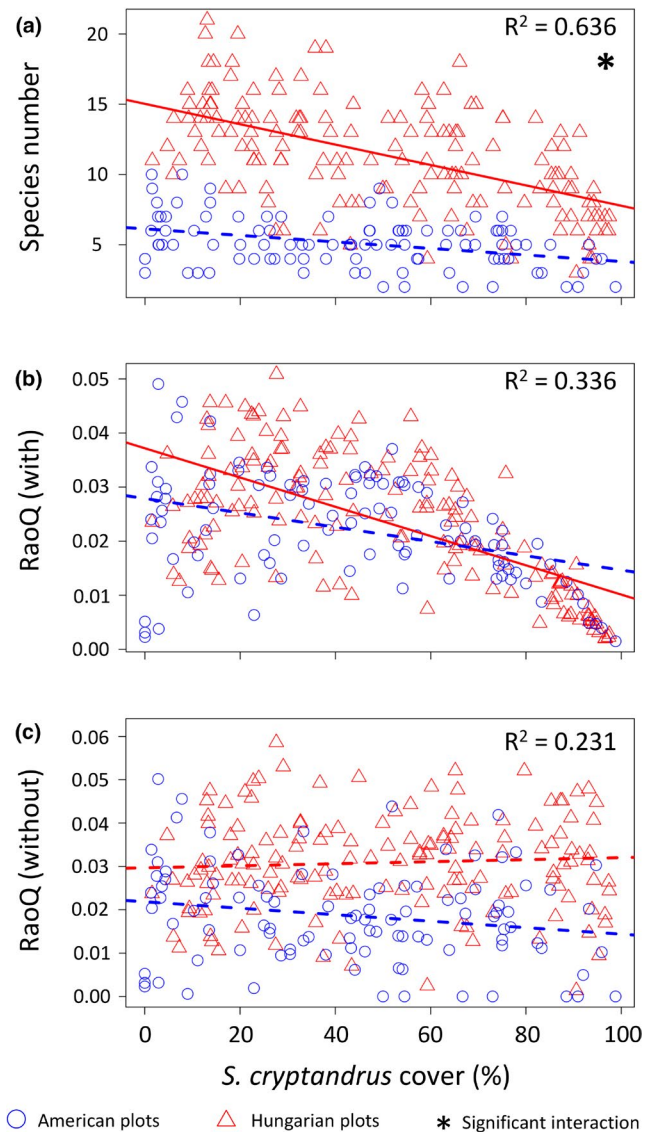 (a)
R² = 0.636
*
Species number
20
15
10
5
(b)
R² = 0.336
RaoQ (with)
0.05
0.04
0.03
0.02
0.01
0.00
(c)
R² = 0.231
RaoQ (without)
0.06
0.05
0.04
0.03
0.02
0.01
0.00
0 20 40 60 80 100
S. cryptandrus cover (%)
American plots Hungarian plots * Significant interaction